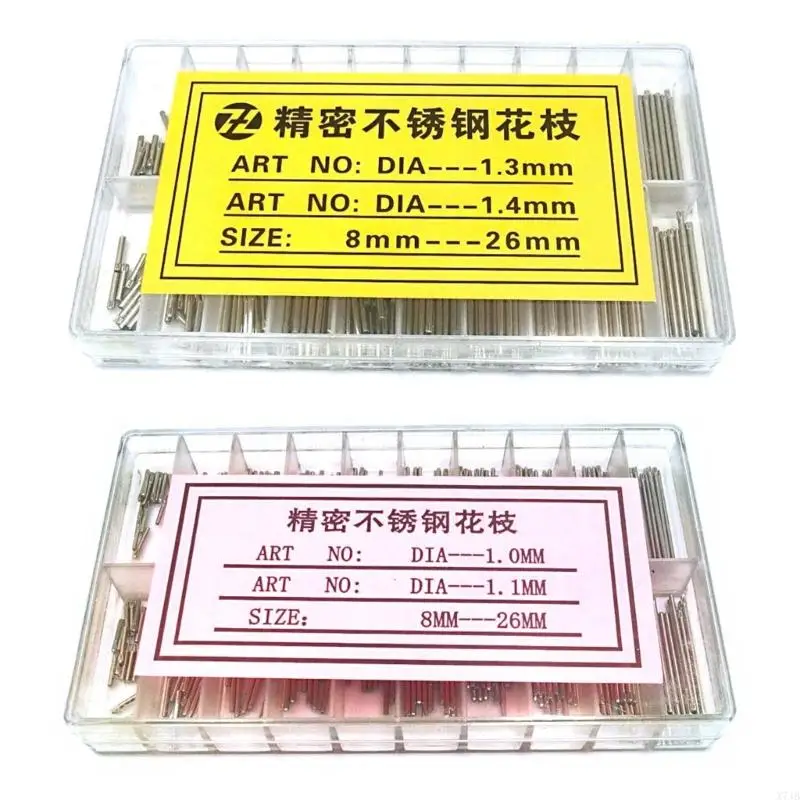 精密不锈钢花枝
ART NO: DIA---1.3mm
ART NO: DIA---1.4mm
SIZE: 8mm---26mm
精密不锈钢花枝
ART NO: DIA---1.0MM
ART NO: DIA---1.1MM
SIZE: 8MM---26MM